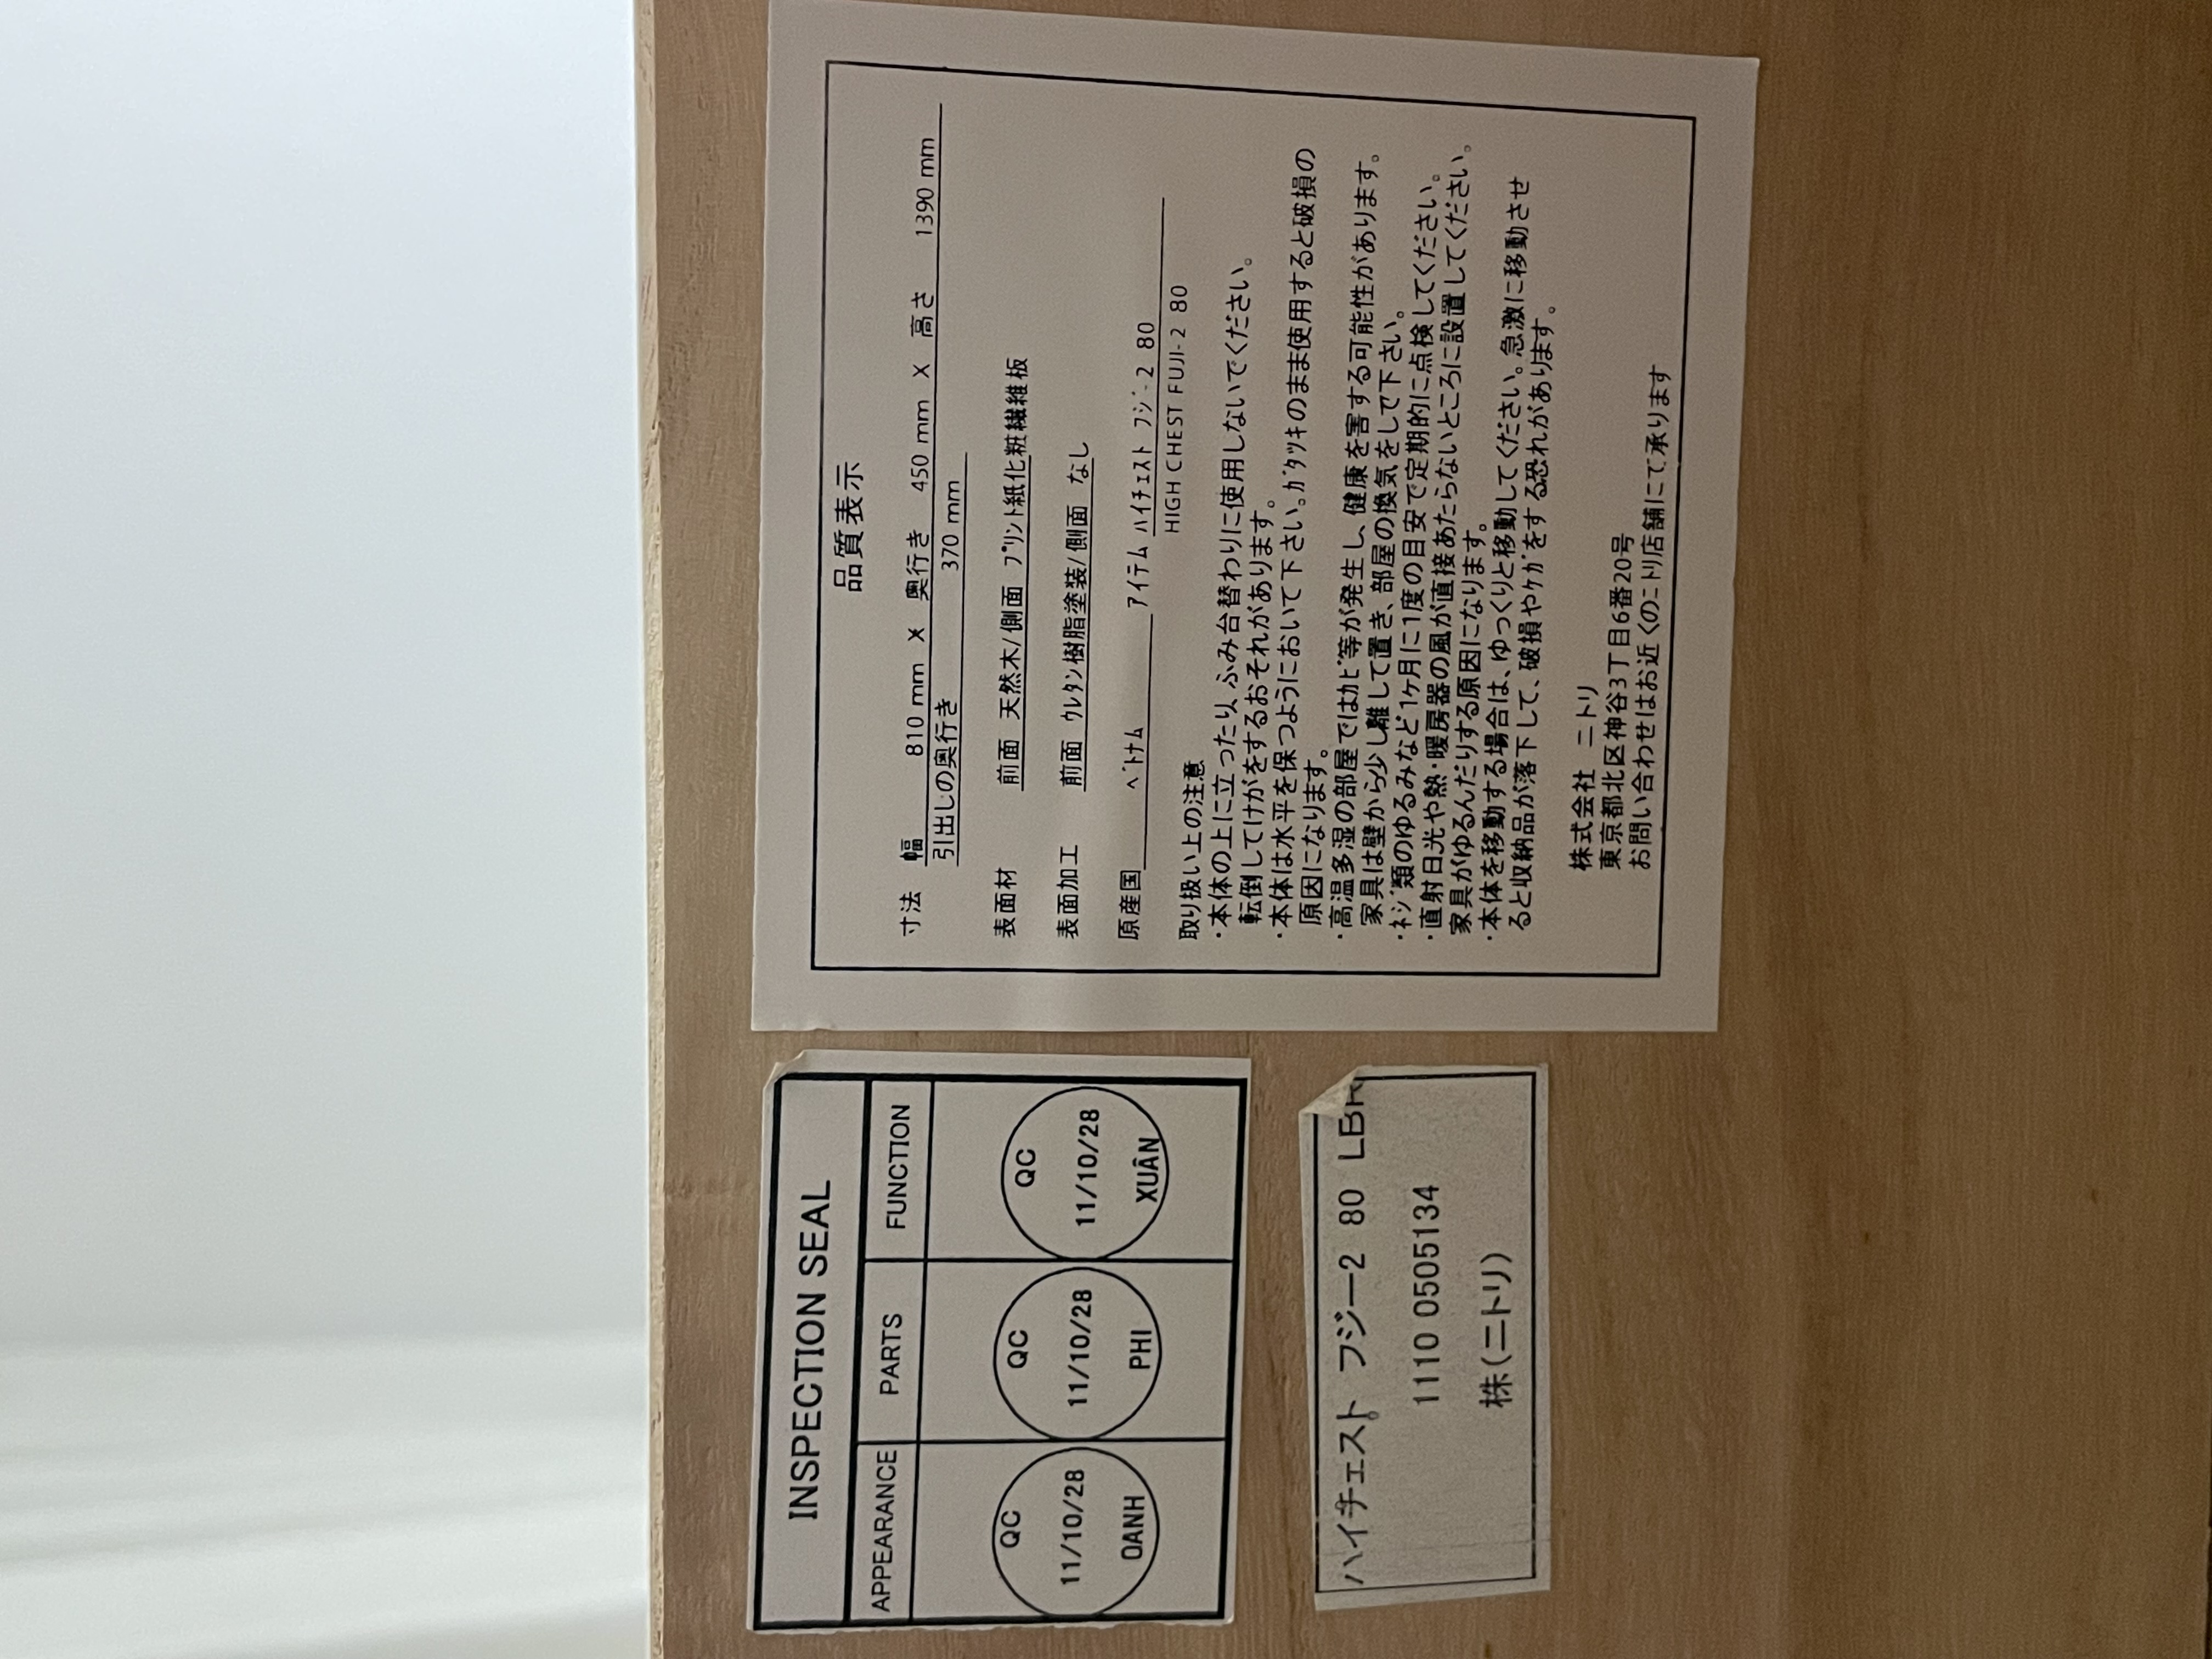 INSPECTION SEAL
APPEARANCE PARTS FUNCTION
QC QC QC
11/10/28 11/10/28 11/10/28
OANH PHI XUÂN
ハイチェスト フジー2 80 LBR
1110 0505134
株(ニトリ)
品質表示
寸法 幅 810 mm X 奥行き 450 mm X 高さ 1390 mm
引出しの奥行き 370 mm
表面材 前面 天然木/側面 プリント紙化粧繊維板
表面加工 前面 ウレタン樹脂塗装/側面 なし
原産国 ベトナム アイテム ハイチェスト フジ-2 80
HIGH CHEST FUJI-2 80
取り扱い上の注意
・本体の上に立ったり、ふみ台替わりに使用しないでください。
転倒してけがをするおそれがあります。
・本体は水平を保つようにおいて下さい。ガタツキのまま使用すると破損の
原因になります。
・高温多湿の部屋ではカビ等が発生し、健康を害する可能性があります。
家具は壁から少し離して置き、部屋の換気をして下さい。
・ネジ類のゆるみなど1ヶ月に1度の目安で定期的に点検してください。
・直射日光や熱・暖房器の風が直接あたらないところに設置してください。
家具がゆるんだりする原因になります。
・本体を移動する場合は、ゆっくりと移動してください。急激に移動させ
ると収納品が落下して、破損やケガをする恐れがあります。
株式会社 ニトリ
東京都北区神谷3丁目6番20号
お問い合わせはお近くのニトリ店舗にて承ります